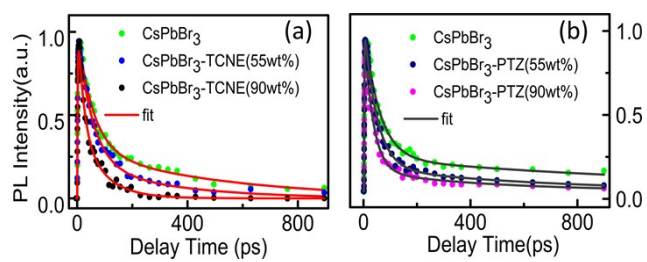 (a)
CsPbBr3
CsPbBr3-TCNE(55wt%)
CsPbBr3-TCNE(90wt%)
fit
1.0
0.5
0.0
PL Intensity(a.u.)
0 400 800
Delay Time (ps)
(b)
CsPbBr3
CsPbBr3-PTZ(55wt%)
CsPbBr3-PTZ(90wt%)
fit
1.0
0.5
0.0
0 400 800
Delay Time(ps)